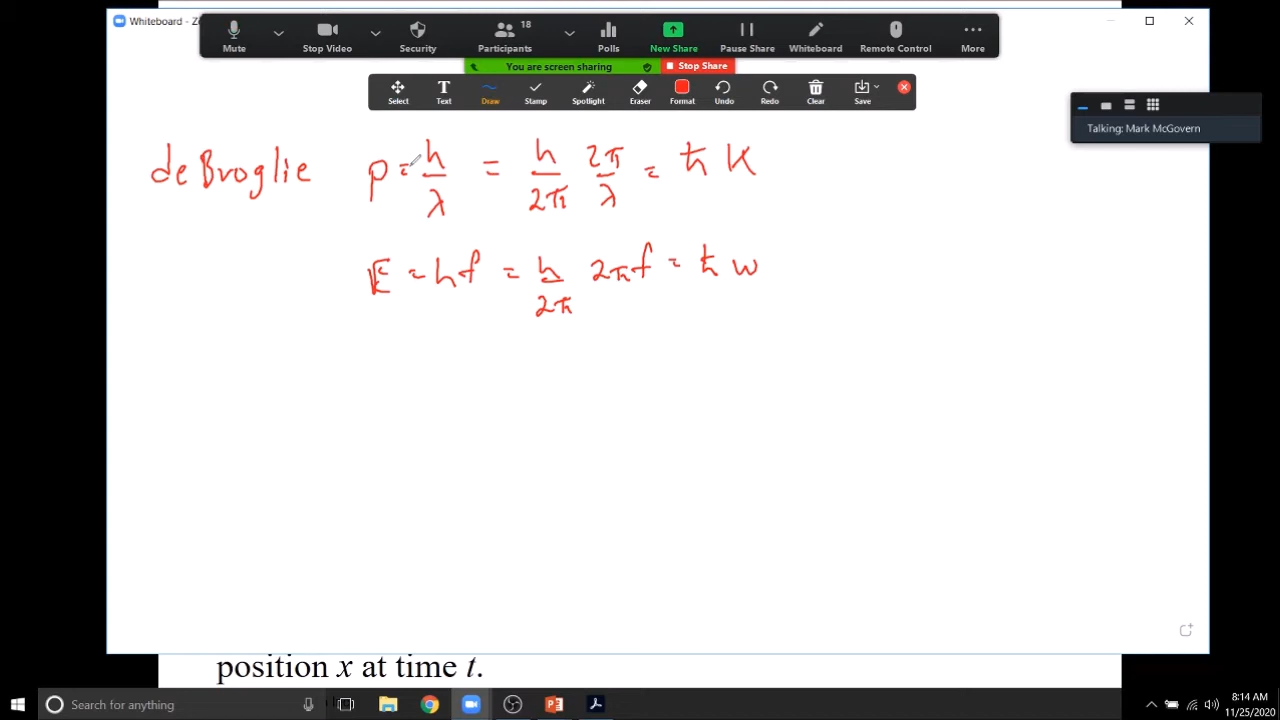 Whiteboard - Z
Mute
Stop Video
Security
Participants
18
Polls
New Share
Pause Share
Whiteboard
Remote Control
More
You are screen sharing
Stop Share
Select
Text
Draw
Stamp
Spotlight
Eraser
Format
Undo
Redo
Clear
Save
Talking: Mark McGovern
deBroglie p = h/λ = h/2π 2π/λ = ħ K
E = hf = h/2π 2πf = ħ w
position x at time t.
Search for anything
8:14 AM
11/25/2020